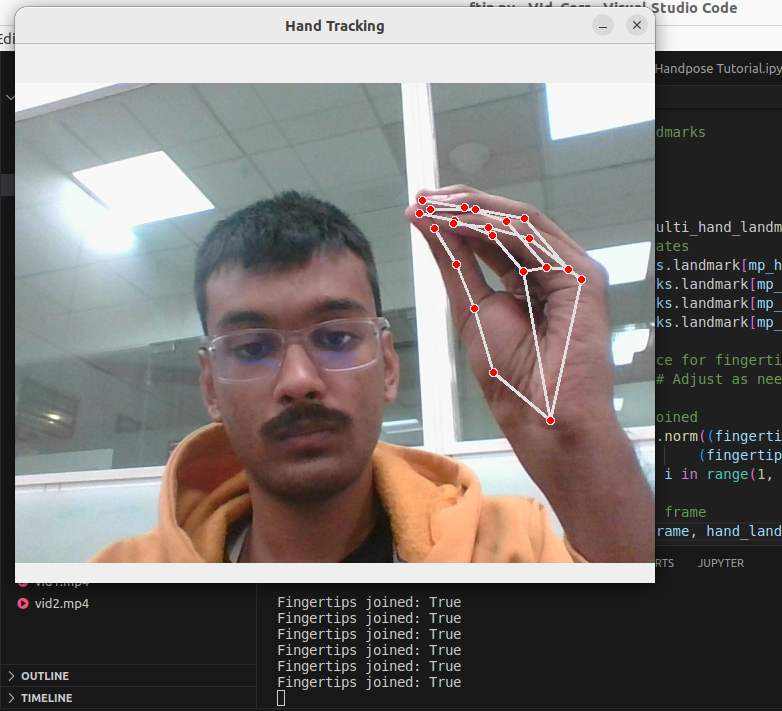 Visual Studio Code
Hand Tracking
Edi
Handpose Tutorial.ipy
dmarks
ulti_hand_landm
ates
s.landmark[mp_h
ks.landmark[mp_
ks.landmark[mp_
ks.landmark[mp_
ce for fingerti
# Adjust as nee
oined
.norm((fingerti
(fingertip
i in range(1,
frame
rame, hand_land
RTS JUPYTER
vid1.mp4
vid2.mp4
Fingertips joined: True
Fingertips joined: True
Fingertips joined: True
Fingertips joined: True
Fingertips joined: True
Fingertips joined: True
OUTLINE
TIMELINE